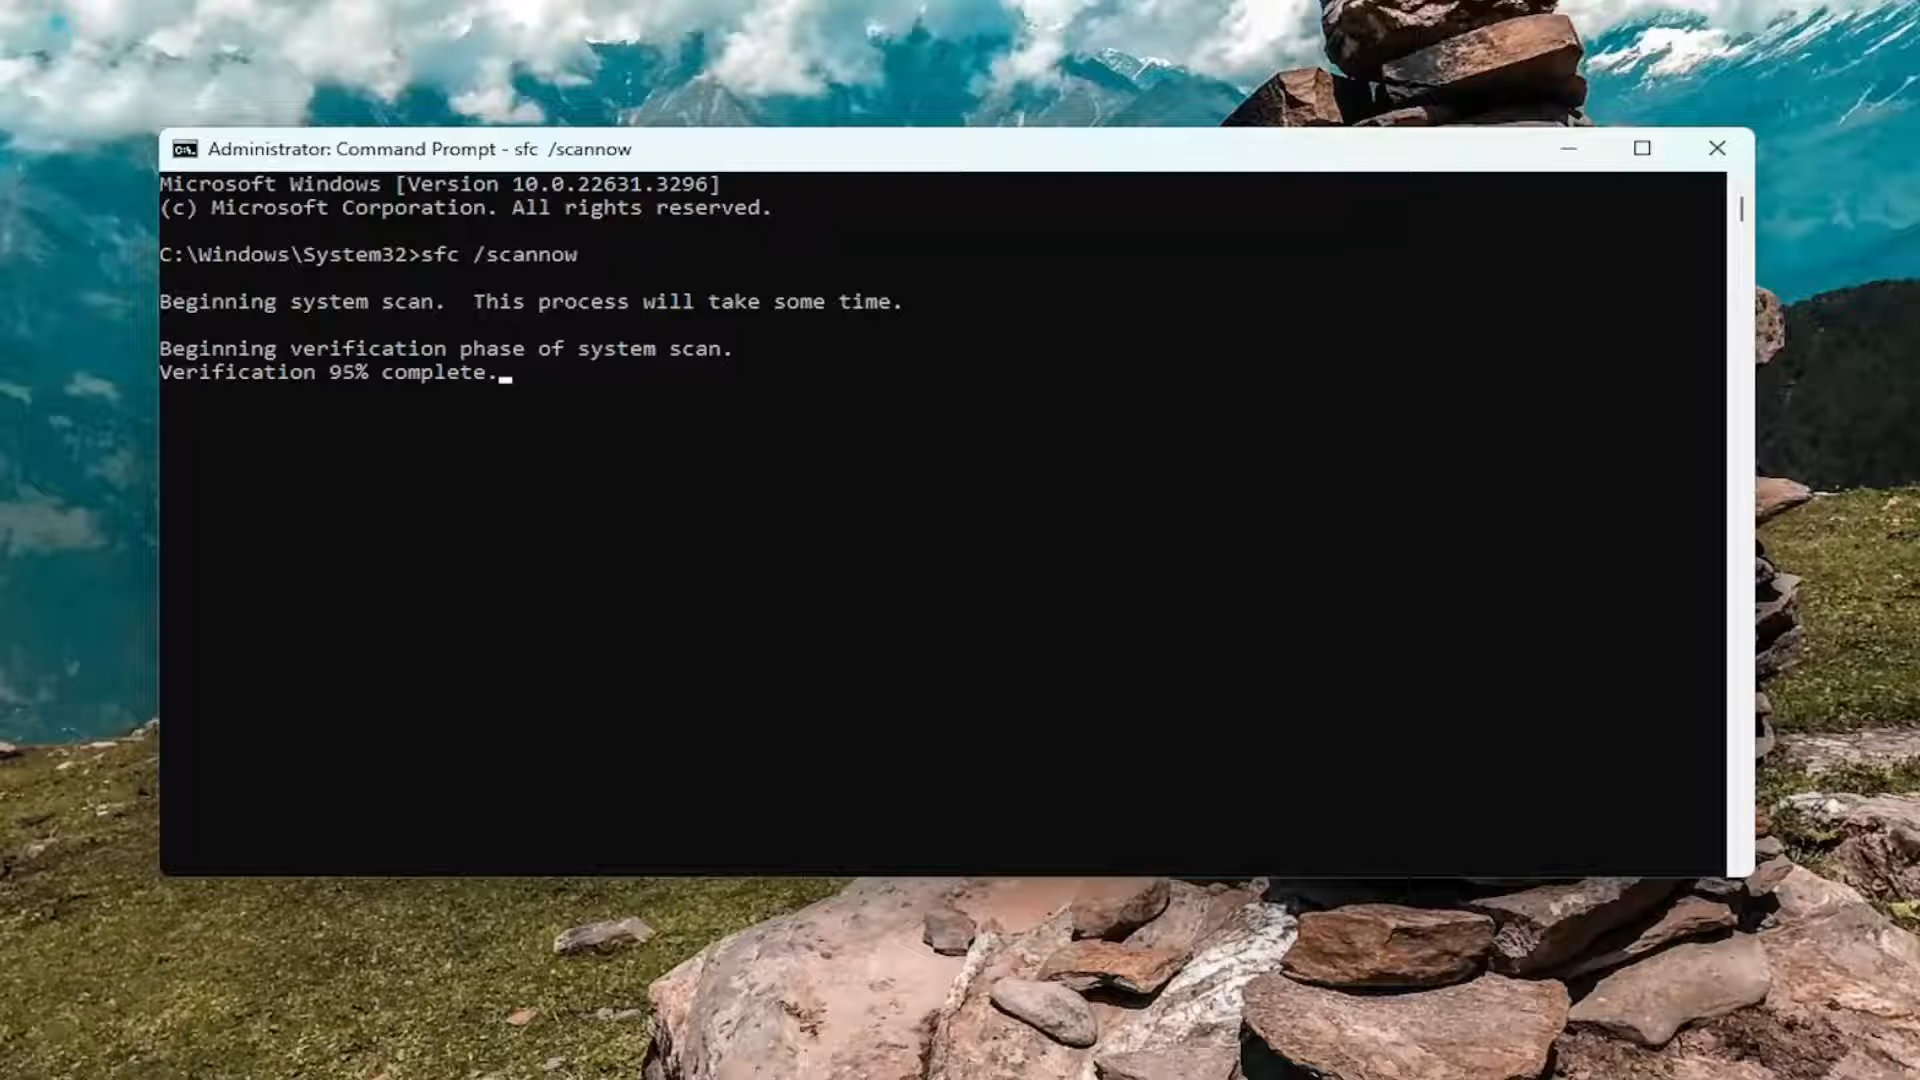 Administrator: Command Prompt - sfc  /scannow
Microsoft Windows [Version 10.0.22631.3296]
(c) Microsoft Corporation. All rights reserved.
C:\Windows\System32>sfc /scannow
Beginning system scan.  This process will take some time.
Beginning verification phase of system scan.
Verification 95% complete.